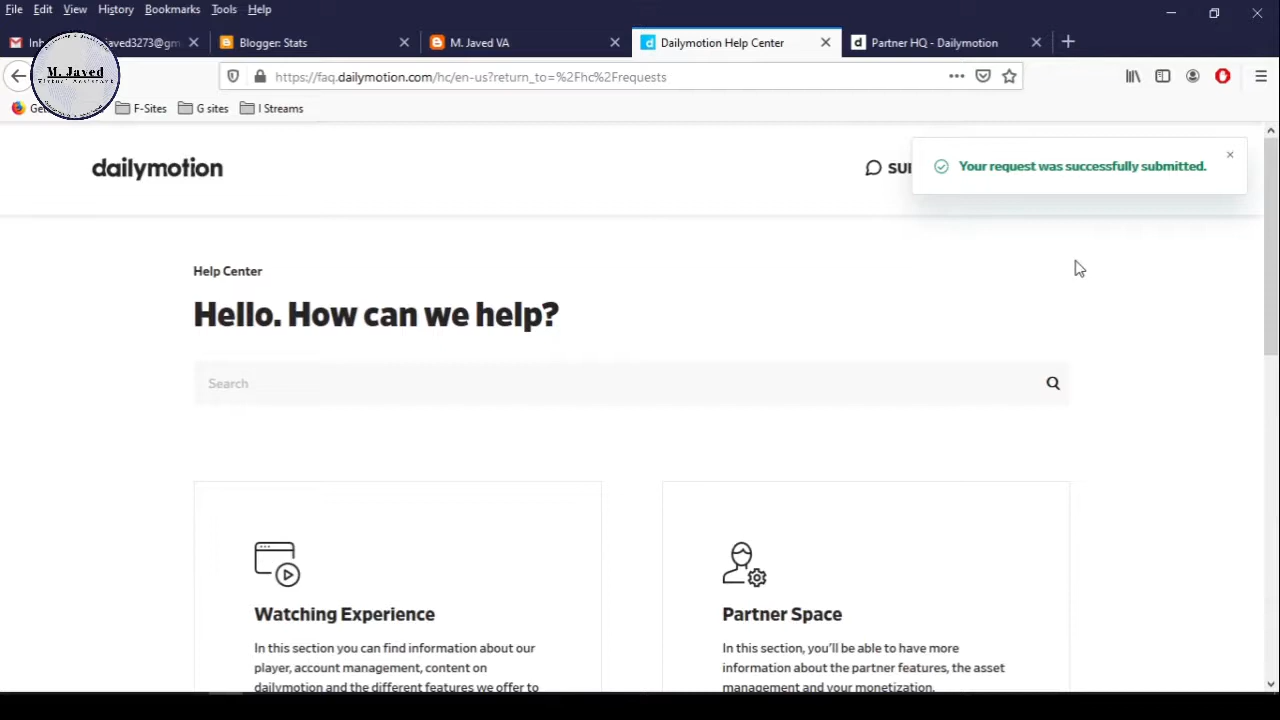 File Edit View History Bookmarks Tools Help
javed3273@gm
Blogger: Stats
M. Javed VA
Dailymotion Help Center
Partner HQ - Dailymotion
M. Javed
Virtual Assistant
https://faq.dailymotion.com/hc/en-us?return_to=%2Fhc%2Frequests
F-Sites
G sites
I Streams
dailymotion
Your request was successfully submitted.
Help Center
Hello. How can we help?
Search
Watching Experience
In this section you can find information about our
player, account management, content on
dailymotion and the different features we offer to
Partner Space
In this section, you'll be able to have more
information about the partner features, the asset
management and your monetization.